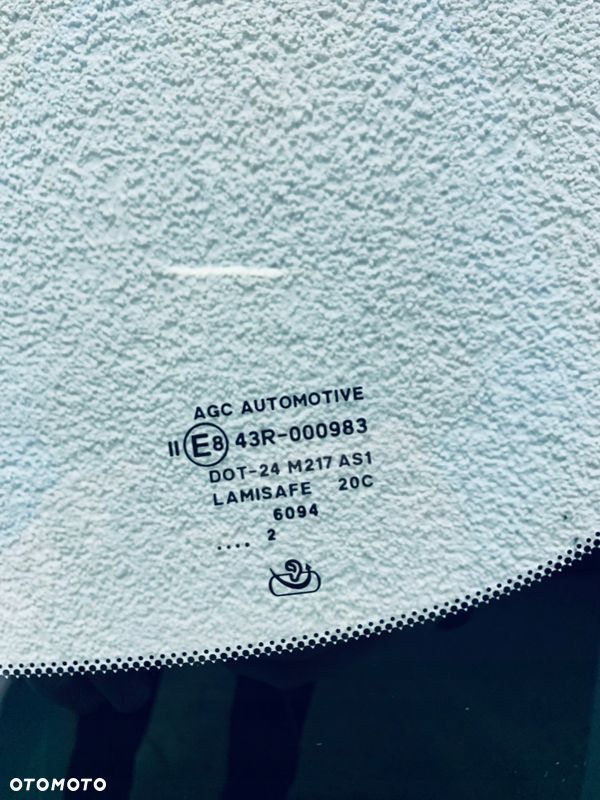 AGC AUTOMOTIVE
II E8 43R-000983
DOT-24 M217 AS1
LAMISAFE 20C
6094
.... 2
OTOMOTO